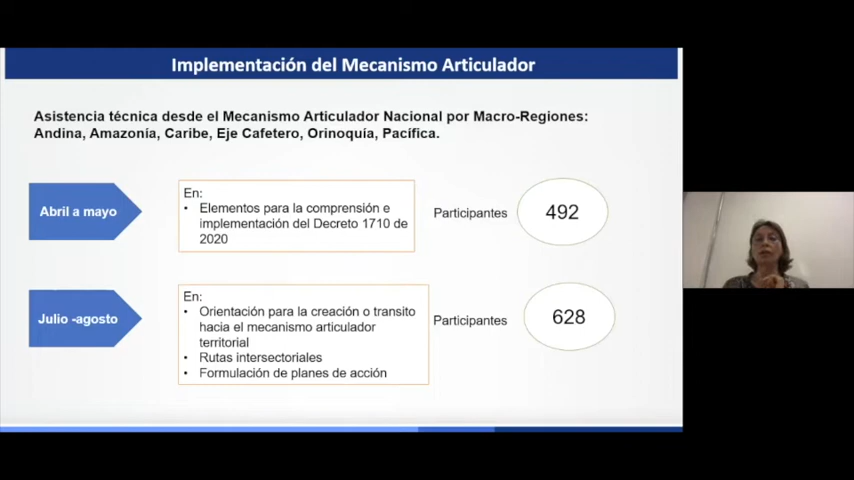 Implementación del Mecanismo Articulador
Asistencia técnica desde el Mecanismo Articulador Nacional por Macro-Regiones:
Andina, Amazonía, Caribe, Eje Cafetero, Orinoquía, Pacífica.
Abril a mayo
En:
• Elementos para la comprensión e
implementación del Decreto 1710 de
2020
Participantes
492
Julio -agosto
En:
• Orientación para la creación o transito
hacia el mecanismo articulador
territorial
• Rutas intersectoriales
• Formulación de planes de acción
Participantes
628